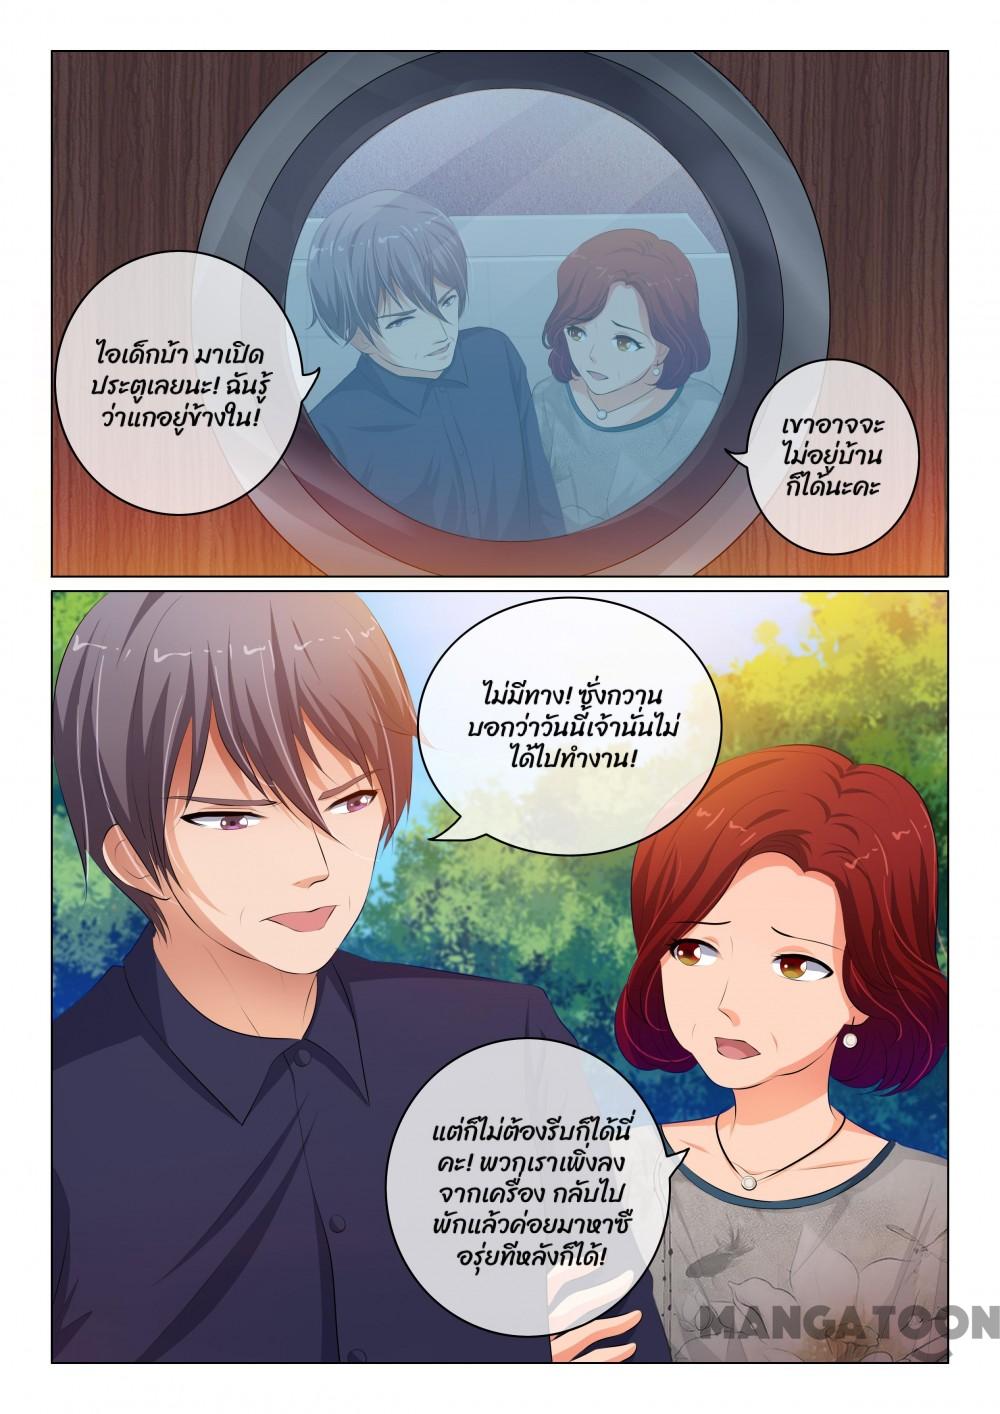 ไอเด็กบ้า มาเปิด
ประตูเลยนะ! ฉันรู้
ว่าแกอยู่ข้างใน!
เขาอาจจะ
ไม่อยู่บ้าน
ก็ได้นะคะ
ไม่มีทาง! ซั่งกวาน
บอกว่าวันนี้เจ้านั่นไม่
ได้ไปทำงาน!
แต่ก็ไม่ต้องรีบก็ได้นี่
คะ! พวกเราเพิ่งลง
จากเครื่อง กลับไป
พักแล้วค่อยมาหาซี
อรุ่ยทีหลังก็ได้!
MANGATOON